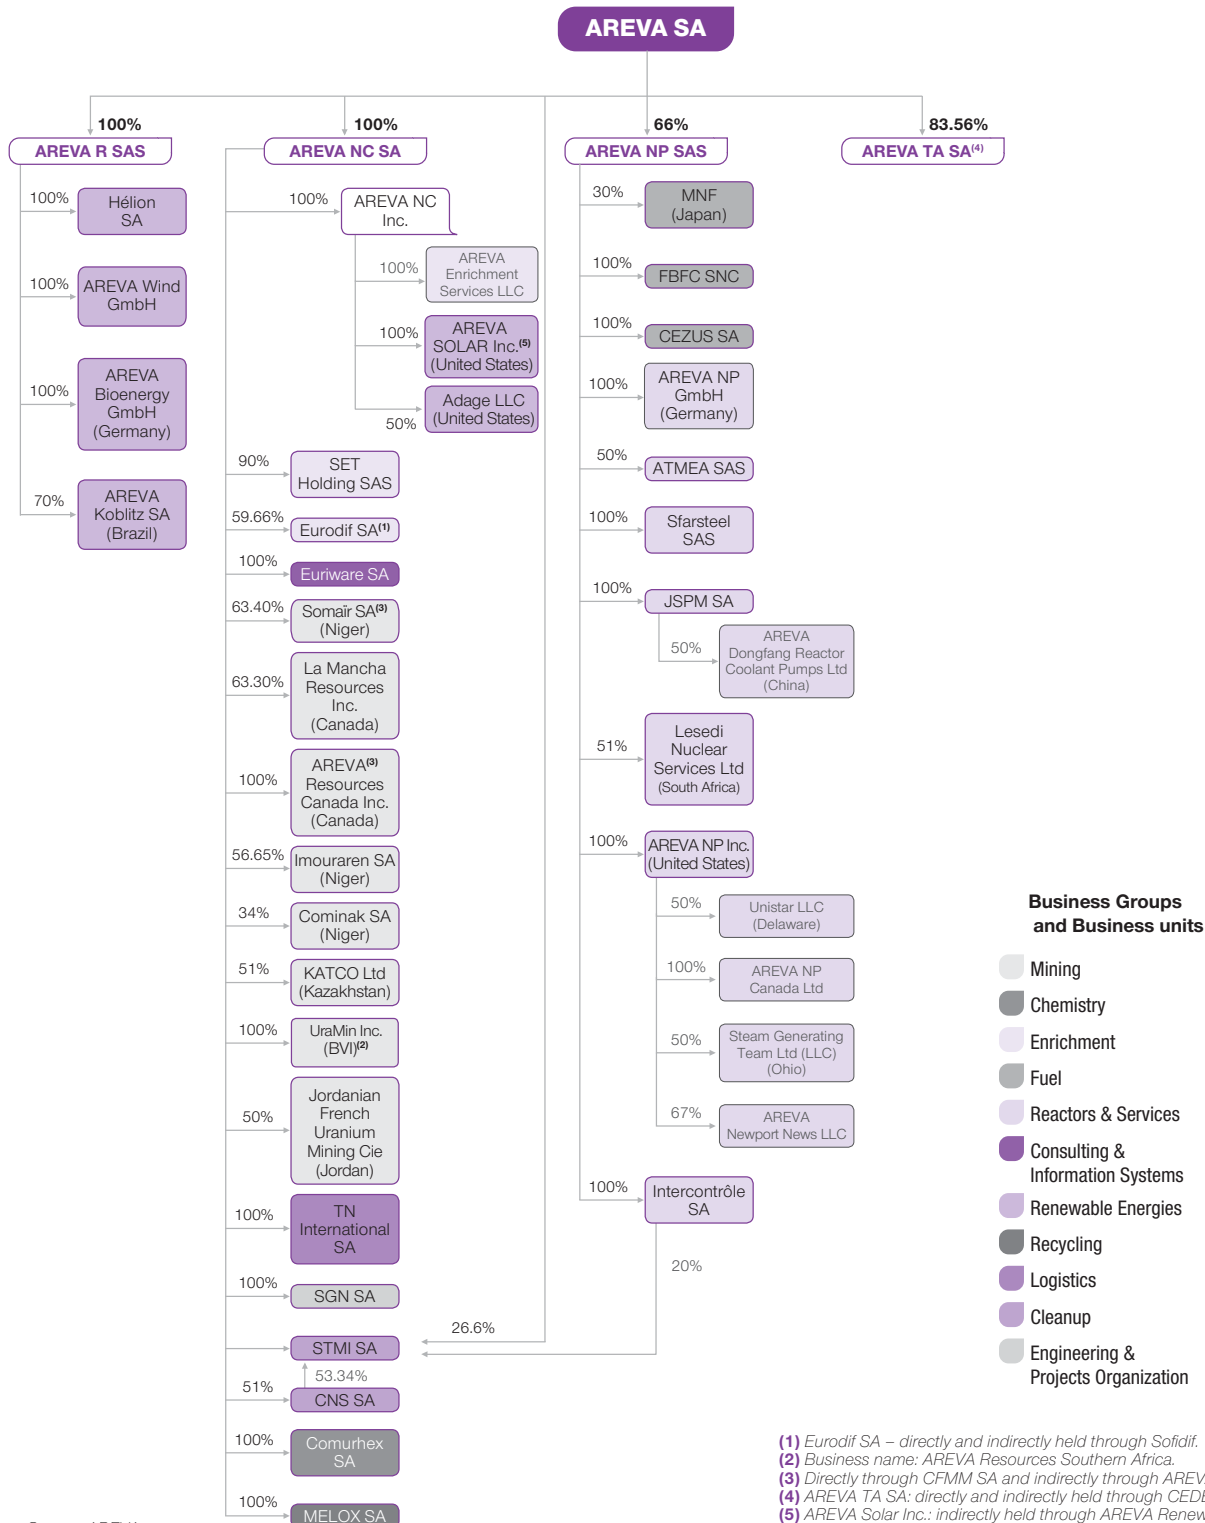 AREVA SA
100%
AREVA R SAS
100%
AREVA NC SA
66%
AREVA NP SAS
83.56%
AREVA TA SA(4)
100%
Hélion
SA
100%
AREVA Wind
GmbH
100%
AREVA
Bioenergy
GmbH
(Germany)
70%
AREVA
Koblitz SA
(Brazil)
100%
AREVA NC
Inc.
100%
AREVA
Enrichment
Services LLC
100%
AREVA
SOLAR Inc.(5)
(United States)
50%
Adage LLC
(United States)
90%
SET
Holding SAS
59.66%
Eurodif SA(1)
100%
Euriware SA
63.40%
Somaïr SA(3)
(Niger)
63.30%
La Mancha
Resources
Inc.
(Canada)
100%
AREVA(3)
Resources
Canada Inc.
(Canada)
56.65%
Imouraren SA
(Niger)
34%
Cominak SA
(Niger)
51%
KATCO Ltd
(Kazakhstan)
100%
UraMin Inc.
(BVI)(2)
50%
Jordanian
French
Uranium
Mining Cie
(Jordan)
100%
TN
International
SA
100%
SGN SA
STMI SA
26.6%
53.34%
51%
CNS SA
100%
Comurhex
SA
100%
MELOX SA
30%
MNF
(Japan)
100%
FBFC SNC
100%
CEZUS SA
100%
AREVA NP
GmbH
(Germany)
50%
ATMEA SAS
100%
Sfarsteel
SAS
100%
JSPM SA
50%
AREVA
Dongfang Reactor
Coolant Pumps Ltd
(China)
51%
Lesedi
Nuclear
Services Ltd
(South Africa)
100%
AREVA NP Inc.
(United States)
50%
Unistar LLC
(Delaware)
100%
AREVA NP
Canada Ltd
50%
Steam Generating
Team Ltd (LLC)
(Ohio)
67%
AREVA
Newport News LLC
100%
Intercontrôle
SA
20%
Business Groups
and Business units
Mining
Chemistry
Enrichment
Fuel
Reactors & Services
Consulting &
Information Systems
Renewable Energies
Recycling
Logistics
Cleanup
Engineering &
Projects Organization
(1) Eurodif SA – directly and indirectly held through Sofidif.
(2) Business name: AREVA Resources Southern Africa.
(3) Directly through CFMM SA and indirectly through AREVA
(4) AREVA TA SA: directly and indirectly held through
(5) AREVA Solar Inc.: indirectly held through AREVA